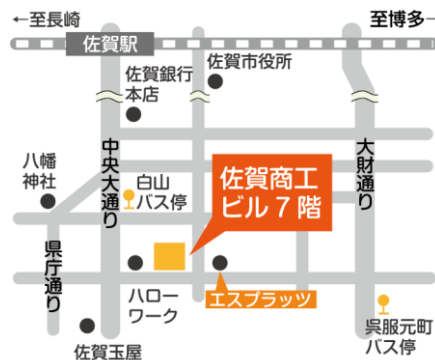 ←至長崎
至博多→
佐賀駅
佐賀銀行
本店
佐賀市役所
八幡
神社
中央大通り
白山
バス停
佐賀商工
ビル7階
大財通り
県庁通り
ハロー
ワーク
エスプラッツ
佐賀玉屋
呉服元町
バス停